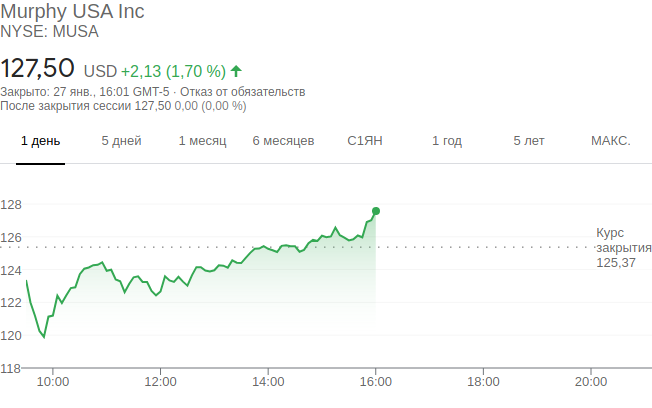 Murphy USA Inc
NYSE: MUSA
127,50 USD +2,13 (1,70 %)
Закрыто: 27 янв., 16:01 GMT-5 · Отказ от обязательств
После закрытия сессии 127,50 0,00 (0,00 %)
1 день 5 дней 1 месяц 6 месяцев С1ЯН 1 год 5 лет МАКС.
128
126
124
122
120
118
Курс
закрытия
125,37
10:00 12:00 14:00 16:00 18:00 20:00